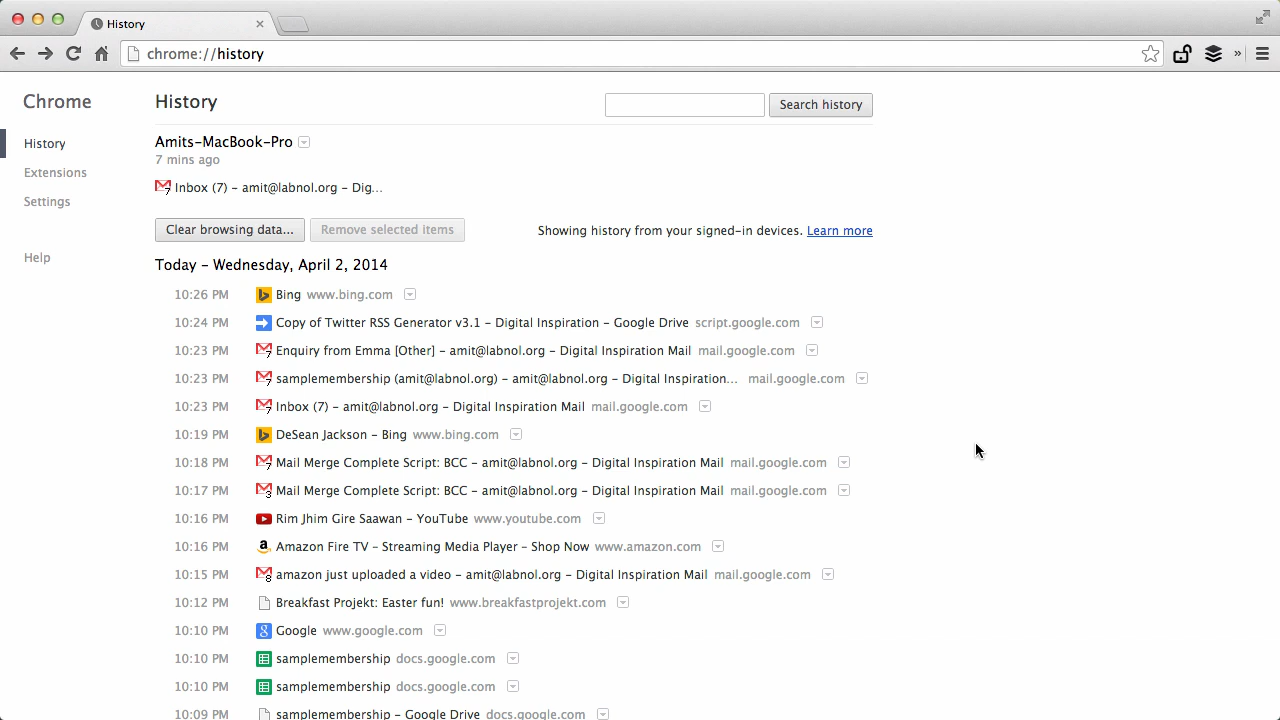 History
chrome://history
»
Chrome
History
Search history
History
Extensions
Settings
Help
Amits-MacBook-Pro
7 mins ago
Inbox (7) – amit@labnol.org – Dig...
Clear browsing data...
Remove selected items
Showing history from your signed-in devices. Learn more
Today – Wednesday, April 2, 2014
10:26 PM Bing www.bing.com
10:24 PM Copy of Twitter RSS Generator v3.1 – Digital Inspiration – Google Drive script.google.com
10:23 PM Enquiry from Emma [Other] – amit@labnol.org – Digital Inspiration Mail mail.google.com
10:23 PM samplemembership (amit@labnol.org) – amit@labnol.org – Digital Inspiration... mail.google.com
10:23 PM Inbox (7) – amit@labnol.org – Digital Inspiration Mail mail.google.com
10:19 PM DeSean Jackson – Bing www.bing.com
10:18 PM Mail Merge Complete Script: BCC – amit@labnol.org – Digital Inspiration Mail mail.google.com
10:17 PM Mail Merge Complete Script: BCC – amit@labnol.org – Digital Inspiration Mail mail.google.com
10:16 PM Rim Jhim Gire Saawan – YouTube www.youtube.com
10:16 PM Amazon Fire TV – Streaming Media Player – Shop Now www.amazon.com
10:15 PM amazon just uploaded a video – amit@labnol.org – Digital Inspiration Mail mail.google.com
10:12 PM Breakfast Projekt: Easter fun! www.breakfastprojekt.com
10:10 PM Google www.google.com
10:10 PM samplemembership docs.google.com
10:10 PM samplemembership docs.google.com
10:09 PM samplemembership – Google Drive docs.google.com